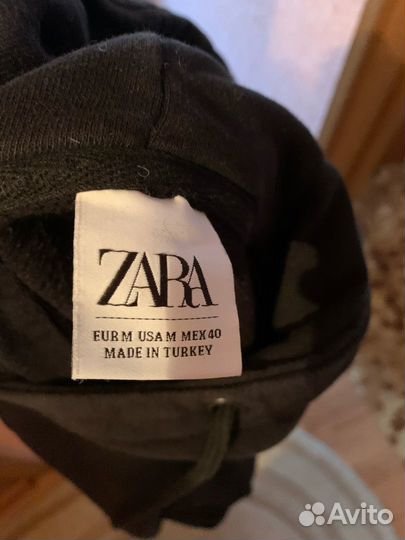 ZARA
EUR M USA M MEX 40
MADE IN TURKEY
Avito